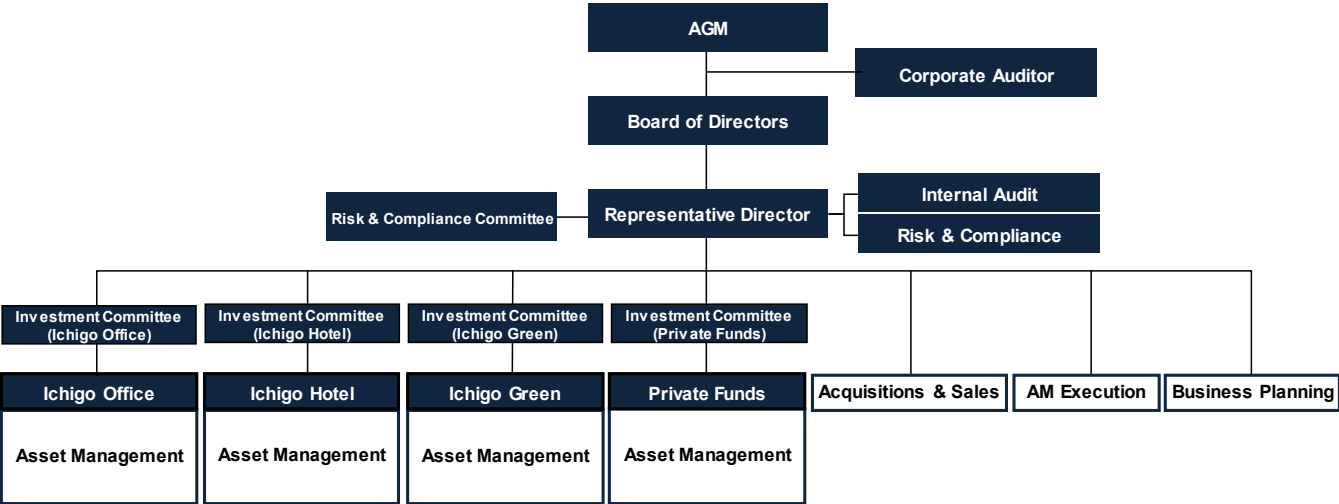 AGM
Corporate Auditor
Board of Directors
Internal Audit
Risk & Compliance Committee
Representative Director
Risk & Compliance
Investment Committee
(Ichigo Office)
Investment Committee
(Ichigo Hotel)
Investment Committee
(Ichigo Green)
Investment Committee
(Private Funds)
Ichigo Office
Ichigo Hotel
Ichigo Green
Private Funds
Acquisitions & Sales
AM Execution
Business Planning
Asset Management
Asset Management
Asset Management
Asset Management